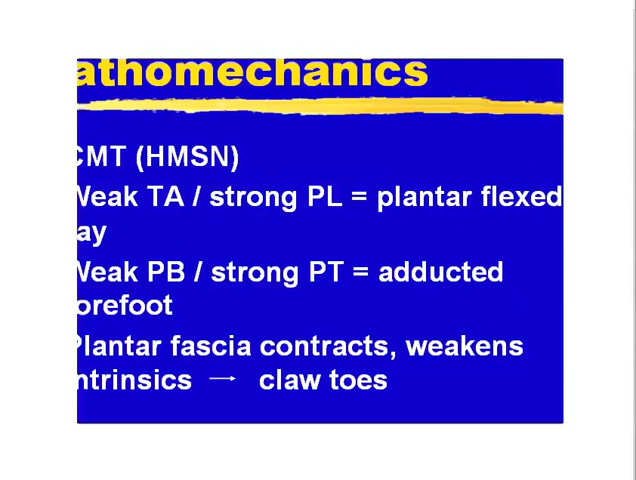 athomechanics
CMT (HMSN)
Weak TA / strong PL = plantar flexed
ay
Weak PB / strong PT = adducted
orefoot
Plantar fascia contracts, weakens
ntrinsics → claw toes